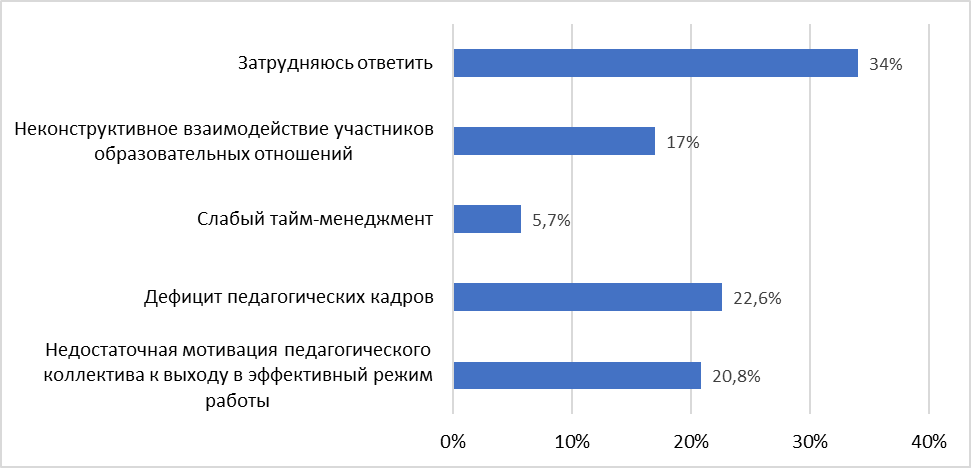 Затрудняюсь ответить
34%
Неконструктивное взаимодействие участников
образовательных отношений
17%
Слабый тайм-менеджмент
5,7%
Дефицит педагогических кадров
22,6%
Недостаточная мотивация педагогического
коллектива к выходу в эффективный режим
работы
20,8%
0% 10% 20% 30% 40%